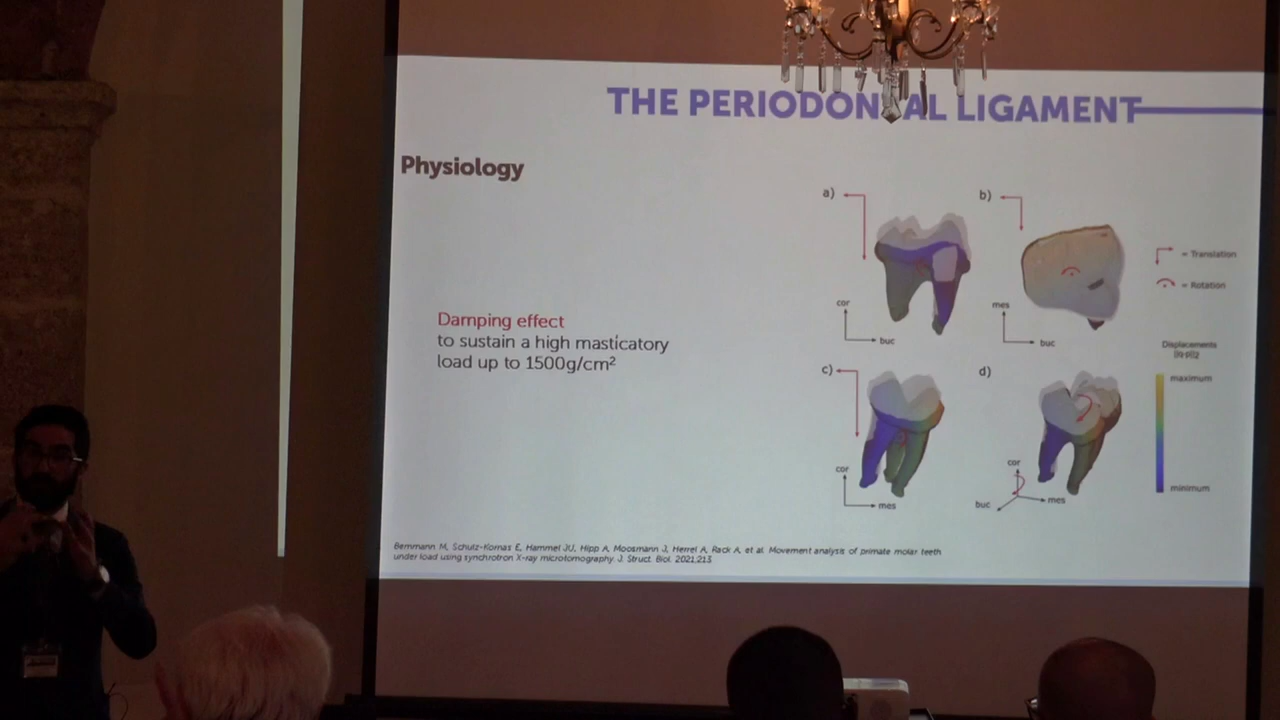 THE PERIODONTAL LIGAMENT
Physiology
a)
b)
= Translation
= Rotation
cor
buc
mes
buc
Damping effect
to sustain a high masticatory
load up to 1500g/cm²
Displacements
c)
d)
maximum
minimum
cor
mes
cor
buc
mes
Bemmann M, Schulz-Kornas E, Hammel JU, Hipp A, Moosmann J, Herrel A, Rack A, et al. Movement analysis of primate molar teeth
under load using synchrotron X-ray microtomography. J. Struct. Biol. 2021,213